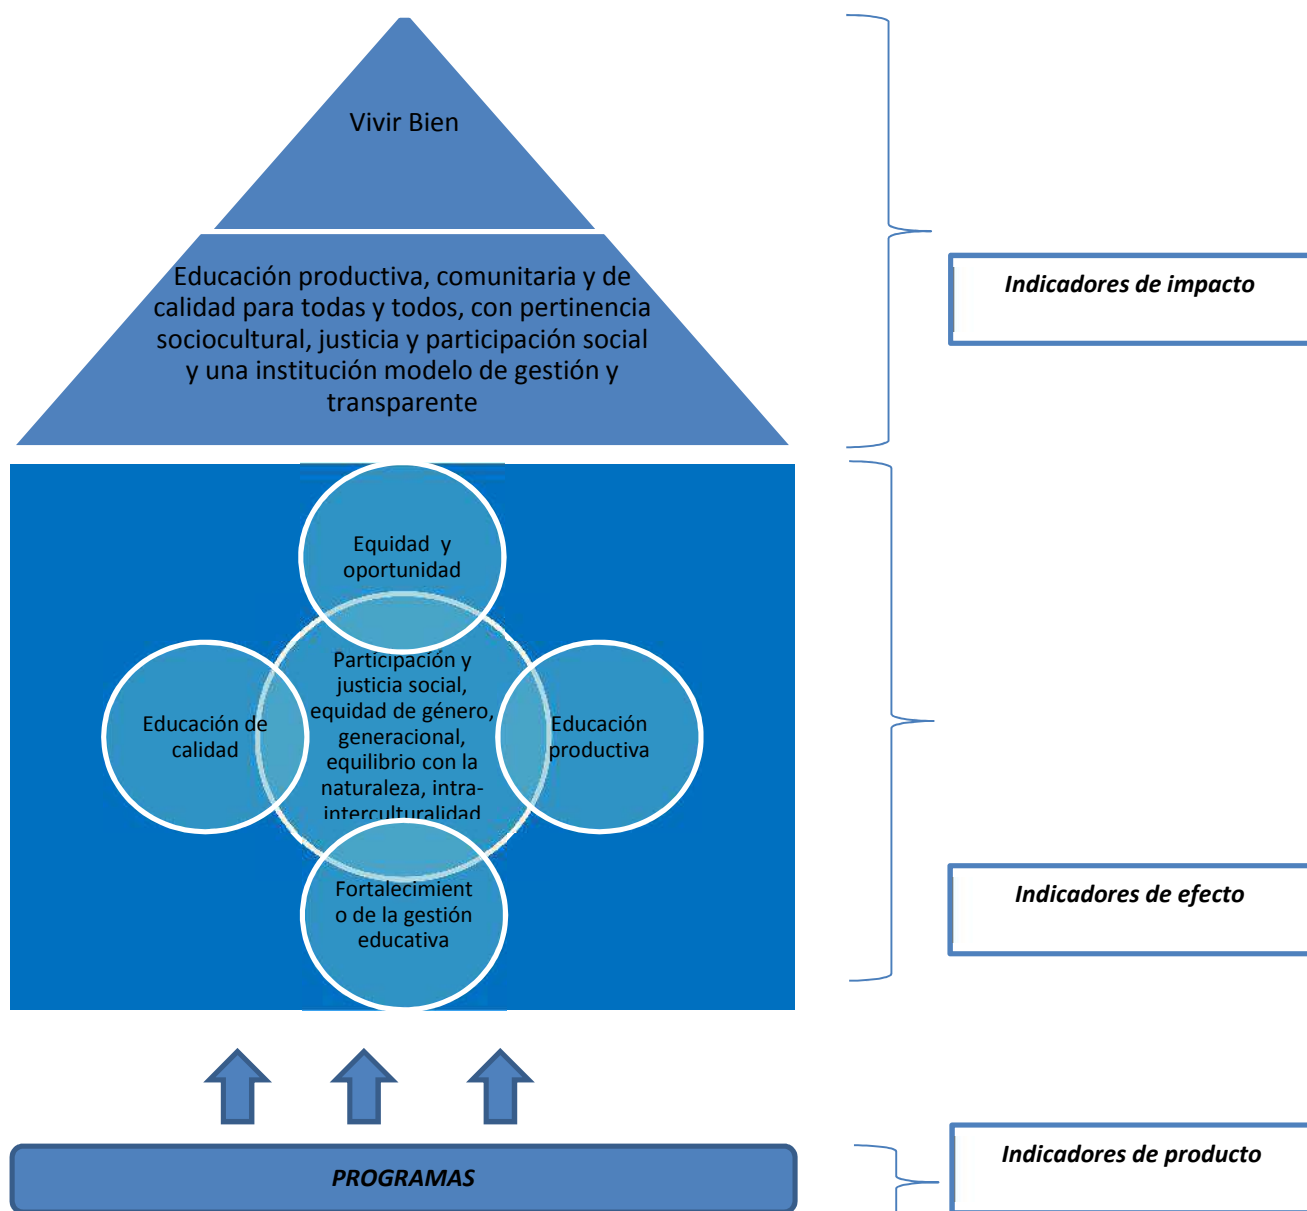 Vivir Bien
Educación productiva, comunitaria y de
calidad para todas y todos, con pertinencia
sociocultural, justicia y participación social
y una institución modelo de gestión y
transparente
Indicadores de impacto
Equidad y
oportunidad
Participación y
justicia social,
equidad de género,
generacional,
equilibrio con la
naturaleza, intra-
interculturalidad
Educación de
calidad
Educación
productiva
Fortalecimient
o de la gestión
educativa
Indicadores de efecto
PROGRAMAS
Indicadores de producto